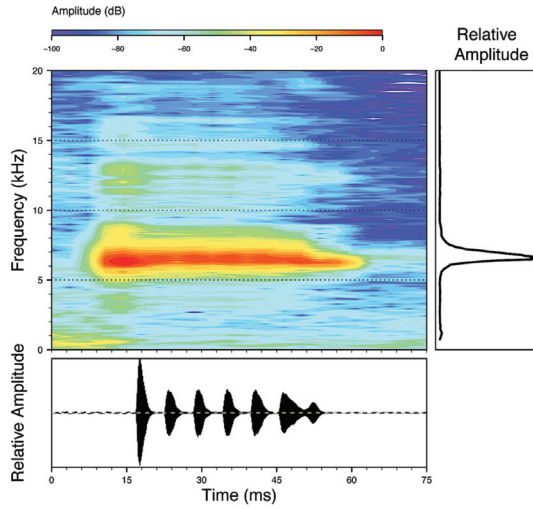 Amplitude (dB)
-100 -80 -60 -40 -20 0
Relative
Amplitude
20
15
10
5
0
Frequency (kHz)
Relative Amplitude
0 15 30 45 60 75
Time (ms)